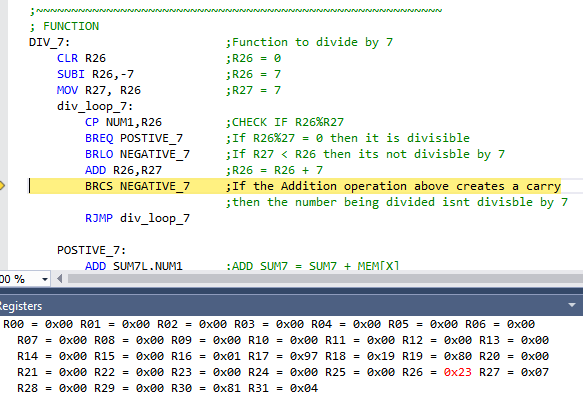 ;~~~~~~~~~~~~~~~~~~~~~~~~~~~~~~~~~~~~~~~~~~~~~~~~~~~~~~~~~~
; FUNCTION
DIV_7: ;Function to divide by 7
CLR R26 ;R26 = 0
SUBI R26,-7 ;R26 = 7
MOV R27, R26 ;R27 = 7
div_loop_7:
CP NUM1,R26 ;CHECK IF R26%R27
BREQ POSTIVE_7 ;If R26%27 = 0 then it is divisible
BRLO NEGATIVE_7 ;If R27 < R26 then its not divisble by 7
ADD R26,R27 ;R26 = R26 + 7
BRCS NEGATIVE_7 ;If the Addition operation above creates a carry
;then the number being divided isnt divisble by 7
RJMP div_loop_7
POSTIVE_7:
ADD SUM7L,NUM1 ;ADD SUM7 = SUM7 + MEM[X]
00 %
Registers
R00 = 0x00 R01 = 0x00 R02 = 0x00 R03 = 0x00 R04 = 0x00 R05 = 0x00 R06 = 0x00
R07 = 0x00 R08 = 0x00 R09 = 0x00 R10 = 0x00 R11 = 0x00 R12 = 0x00 R13 = 0x00
R14 = 0x00 R15 = 0x00 R16 = 0x01 R17 = 0x97 R18 = 0x19 R19 = 0x80 R20 = 0x00
R21 = 0x00 R22 = 0x00 R23 = 0x00 R24 = 0x00 R25 = 0x00 R26 = 0x23 R27 = 0x07
R28 = 0x00 R29 = 0x00 R30 = 0x81 R31 = 0x04